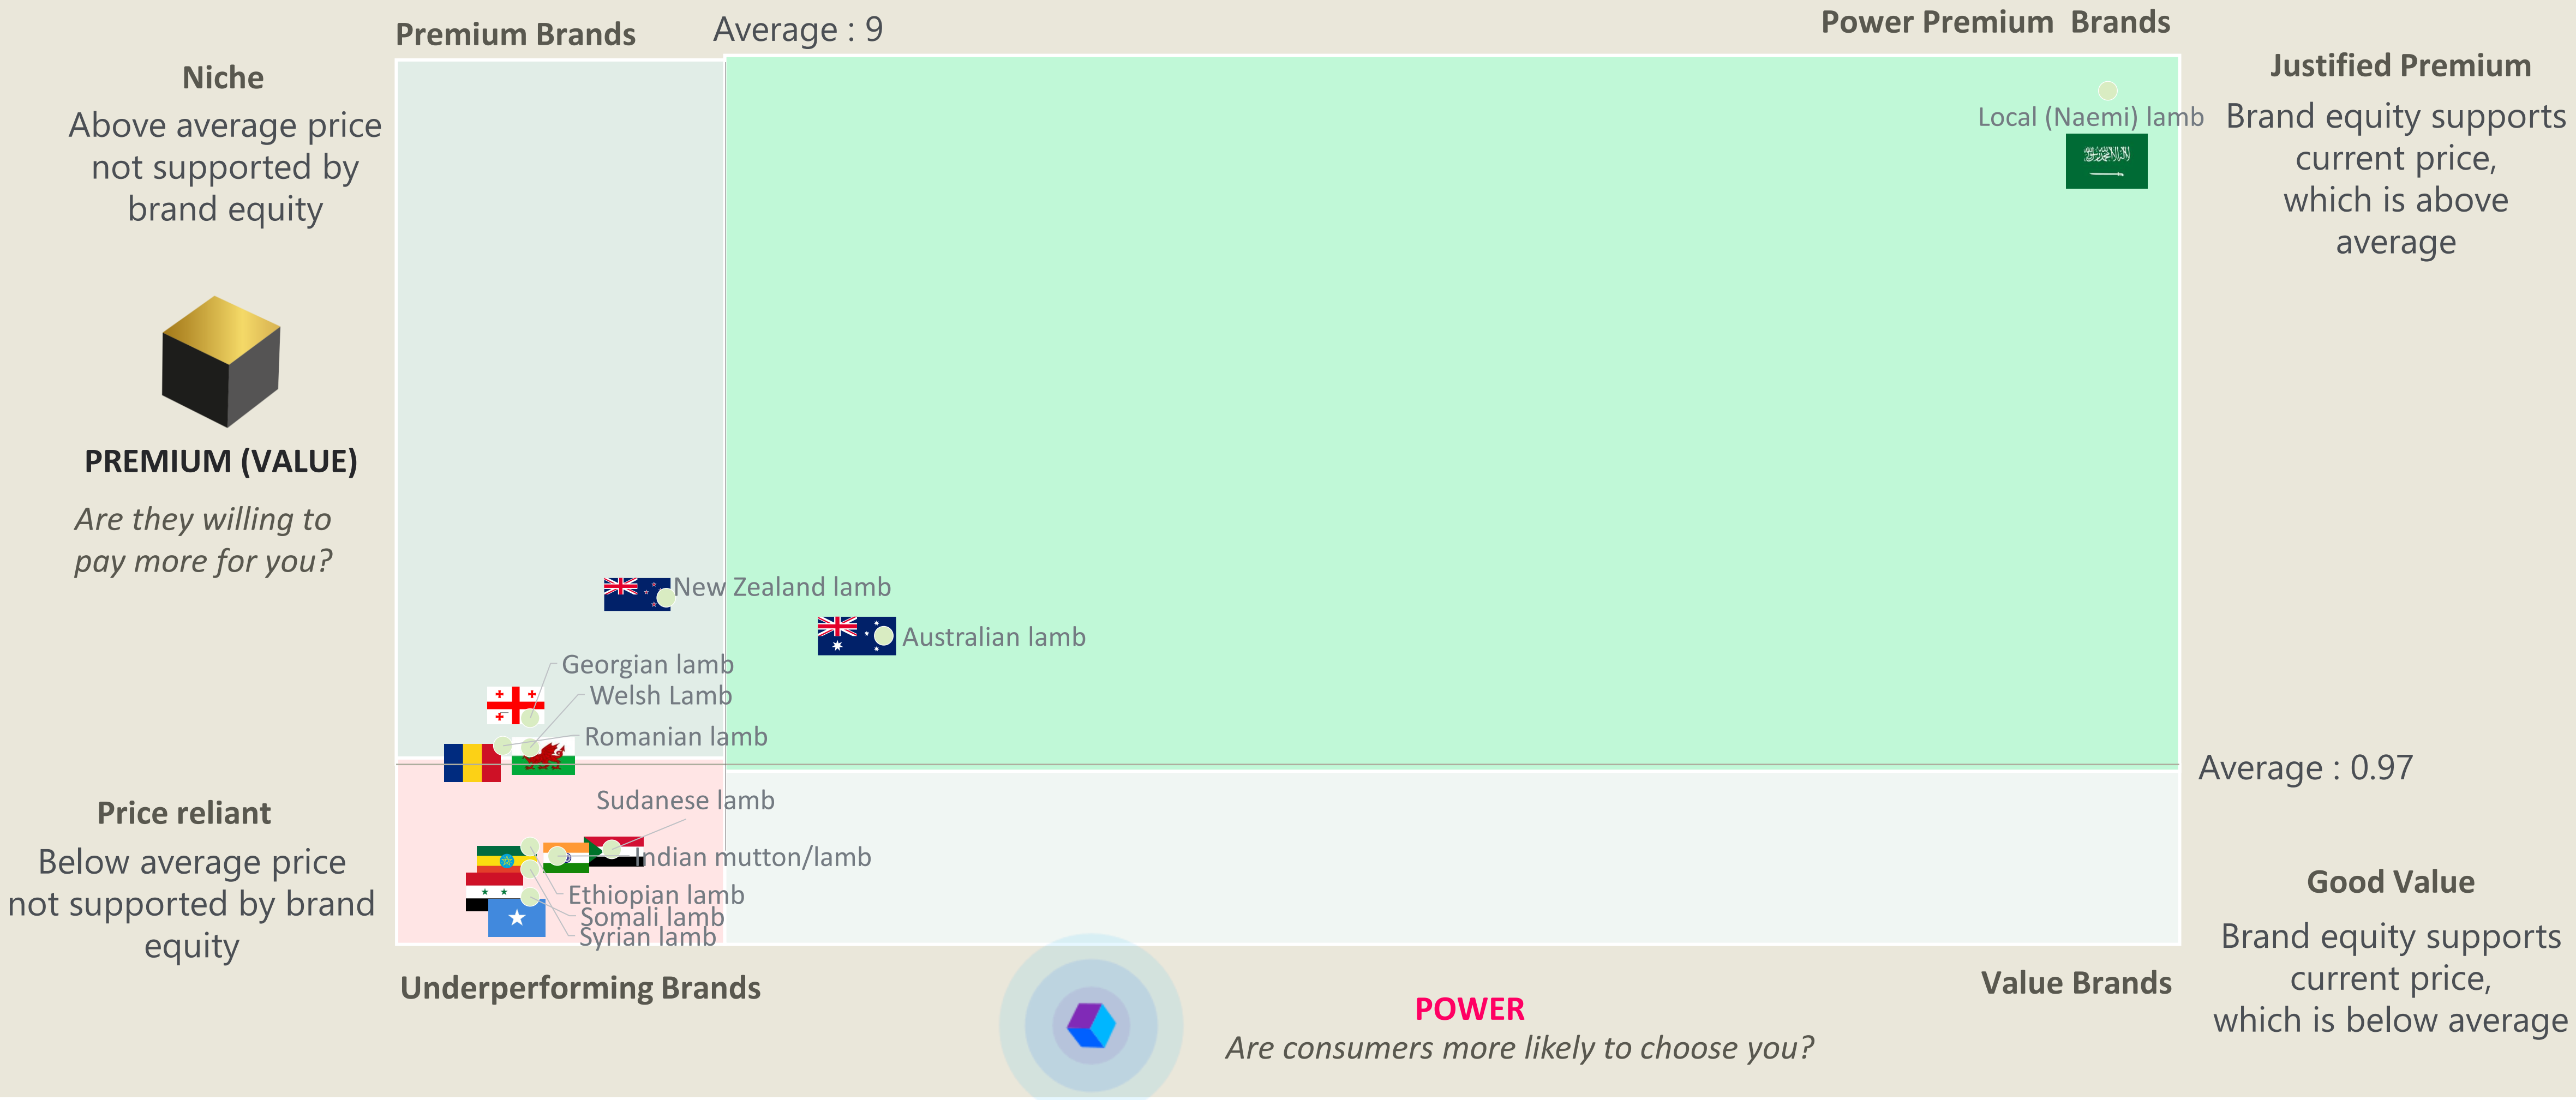 Premium Brands
Average : 9
Power Premium  Brands
Niche
Above average price
not supported by
brand equity
Justified Premium
Brand equity supports
current price,
which is above
average
Local (Naemi) lamb
PREMIUM (VALUE)
Are they willing to
pay more for you?
New Zealand lamb
Australian lamb
Georgian lamb
Welsh Lamb
Romanian lamb
Average : 0.97
Price reliant
Below average price
not supported by brand
equity
Sudanese lamb
Indian mutton/lamb
Ethiopian lamb
Somali lamb
Syrian lamb
Good Value
Brand equity supports
current price,
which is below average
Underperforming Brands
Value Brands
POWER
Are consumers more likely to choose you?